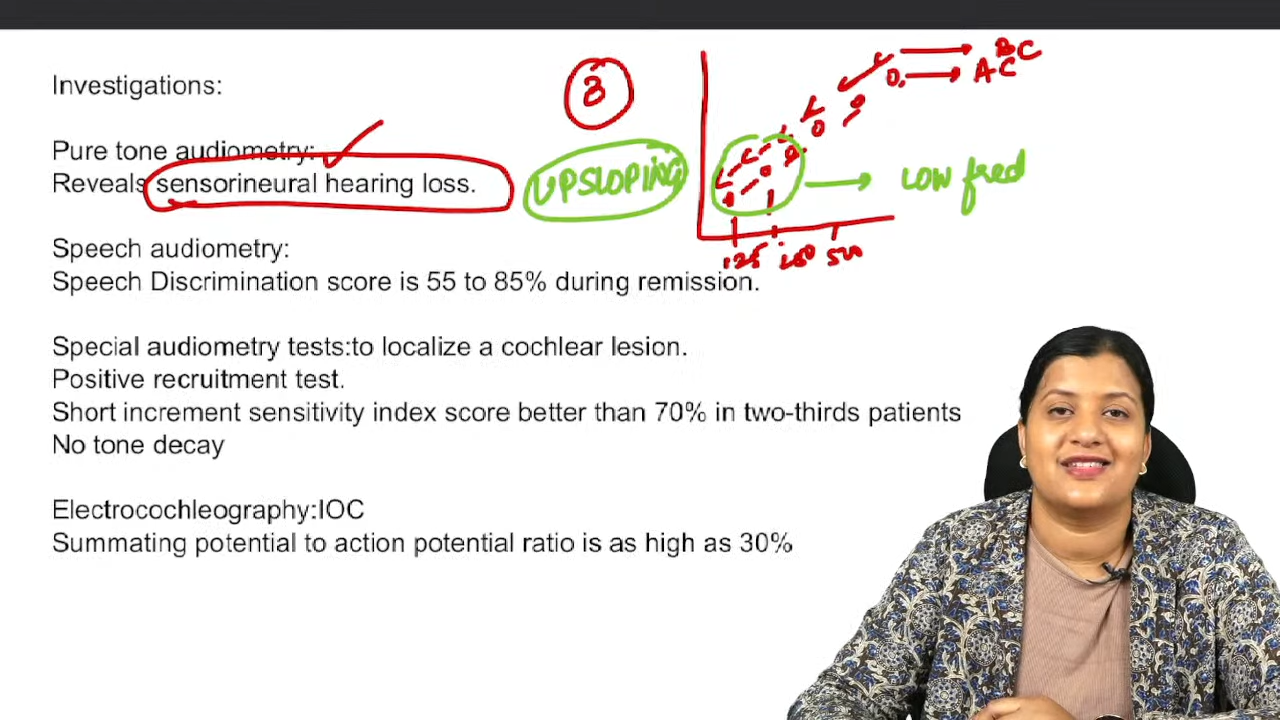 Investigations:
Pure tone audiometry:
Reveals sensorineural hearing loss.
UPSLOPING
BC
AC
LOW freq
125
250
500
Speech audiometry:
Speech Discrimination score is 55 to 85% during remission.
Special audiometry tests:to localize a cochlear lesion.
Positive recruitment test.
Short increment sensitivity index score better than 70% in two-thirds patients
No tone decay
Electrocochleography:IOC
Summating potential to action potential ratio is as high as 30%